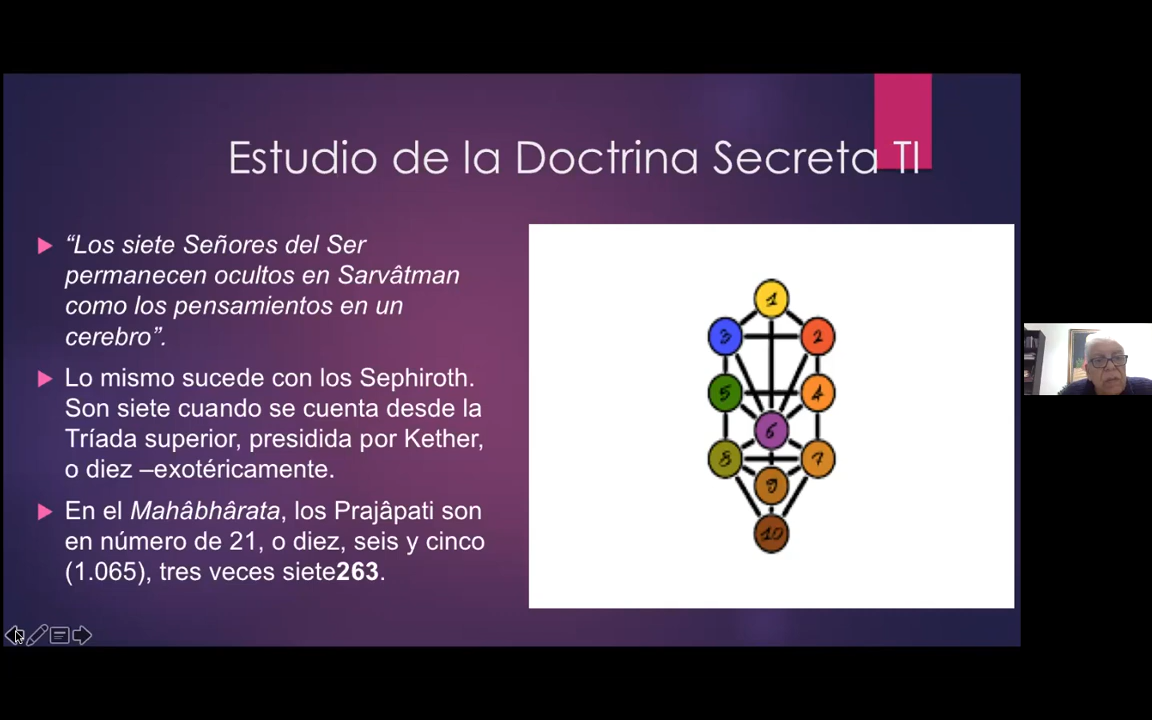 Estudio de la Doctrina Secreta TI
“Los siete Señores del Ser
permanecen ocultos en Sarvâtman
como los pensamientos en un
cerebro”.
Lo mismo sucede con los Sephiroth.
Son siete cuando se cuenta desde la
Tríada superior, presidida por Kether,
o diez –exotéricamente.
En el Mahâbhârata, los Prajâpati son
en número de 21, o diez, seis y cinco
(1.065), tres veces siete263.
1
3 2
5 4
6
8 7
9
10